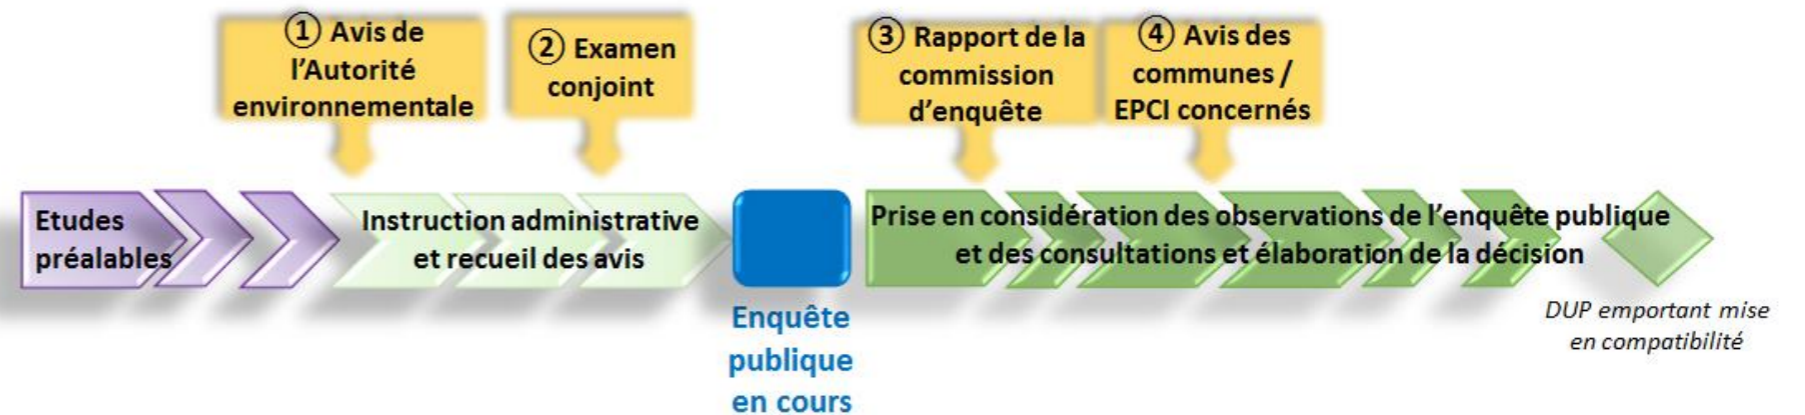 ① Avis de
l'Autorité
environnementale
② Examen
conjoint
③ Rapport de la
commission
d'enquête
④ Avis des
communes /
EPCI concernés
Etudes
préalables
Instruction administrative
et recueil des avis
Enquête
publique
en cours
Prise en considération des observations de l'enquête publique
et des consultations et élaboration de la décision
DUP emportant mise
en compatibilité